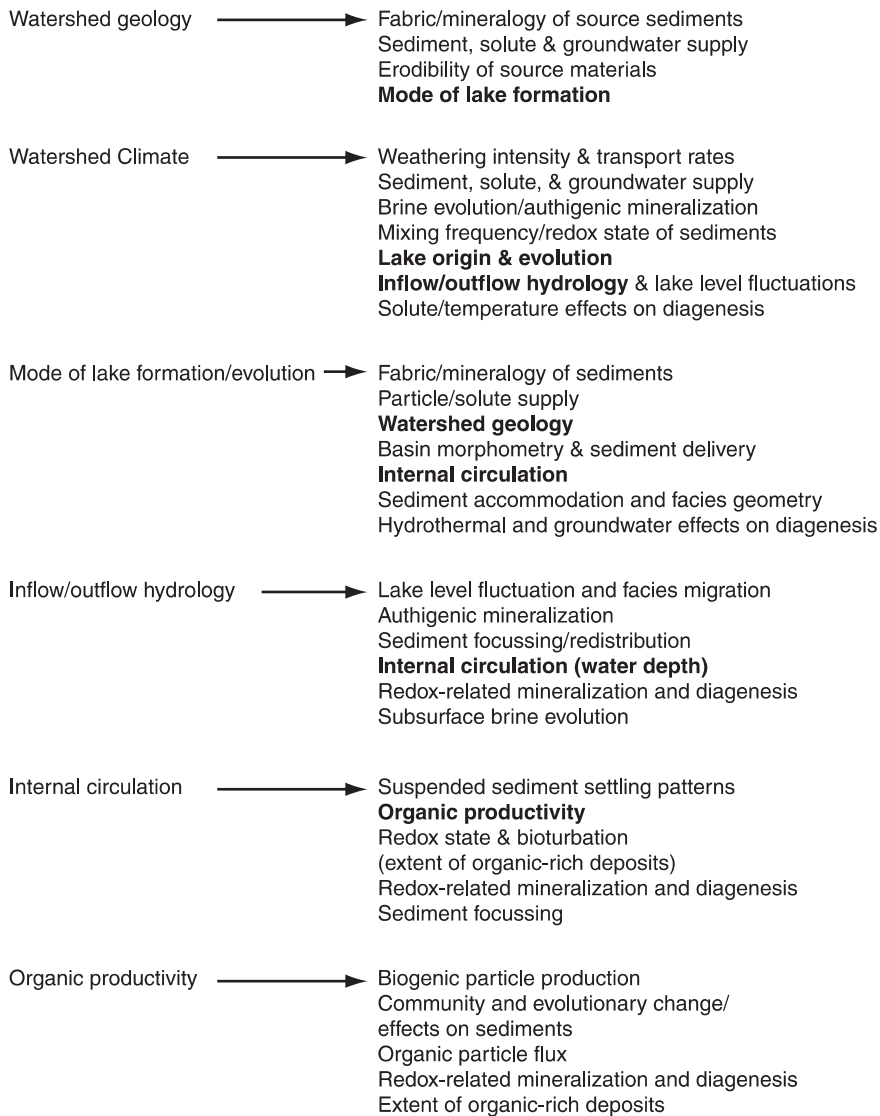 Watershed geology Fabric/mineralogy of source sediments
Sediment, solute & groundwater supply
Erodibility of source materials
Mode of lake formation
Watershed Climate Weathering intensity & transport rates
Sediment, solute, & groundwater supply
Brine evolution/authigenic mineralization
Mixing frequency/redox state of sediments
Lake origin & evolution
Inflow/outflow hydrology & lake level fluctuations
Solute/temperature effects on diagenesis
Mode of lake formation/evolution Fabric/mineralogy of sediments
Particle/solute supply
Watershed geology
Basin morphometry & sediment delivery
Internal circulation
Sediment accommodation and facies geometry
Hydrothermal and groundwater effects on diagenesis
Inflow/outflow hydrology Lake level fluctuation and facies migration
Authigenic mineralization
Sediment focussing/redistribution
Internal circulation (water depth)
Redox-related mineralization and diagenesis
Subsurface brine evolution
Internal circulation Suspended sediment settling patterns
Organic productivity
Redox state & bioturbation
(extent of organic-rich deposits)
Redox-related mineralization and diagenesis
Sediment focussing
Organic productivity Biogenic particle production
Community and evolutionary change/
effects on sediments
Organic particle flux
Redox-related mineralization and diagenesis
Extent of organic-rich deposits